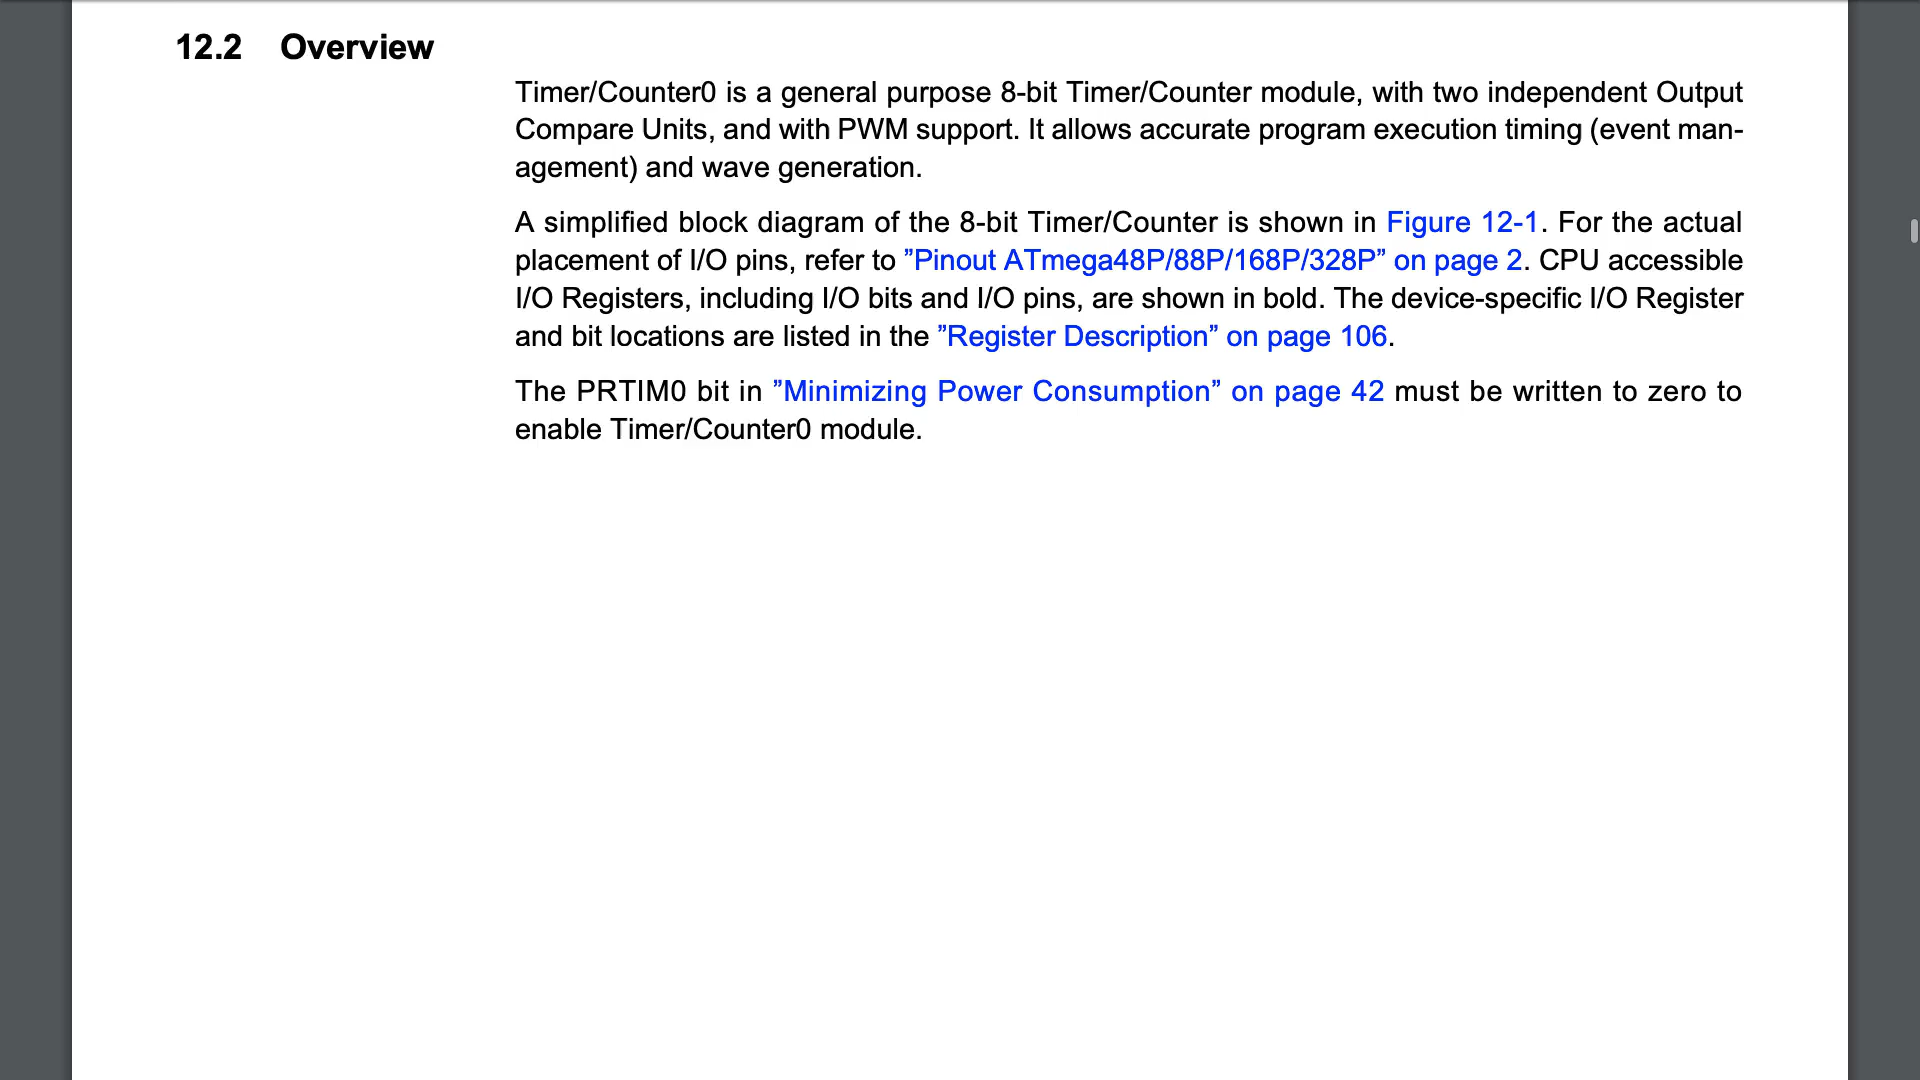 12.2 Overview
Timer/Counter0 is a general purpose 8-bit Timer/Counter module, with two independent Output
Compare Units, and with PWM support. It allows accurate program execution timing (event man-
agement) and wave generation.
A simplified block diagram of the 8-bit Timer/Counter is shown in Figure 12-1. For the actual
placement of I/O pins, refer to ”Pinout ATmega48P/88P/168P/328P” on page 2. CPU accessible
I/O Registers, including I/O bits and I/O pins, are shown in bold. The device-specific I/O Register
and bit locations are listed in the ”Register Description” on page 106.
The PRTIM0 bit in ”Minimizing Power Consumption” on page 42 must be written to zero to
enable Timer/Counter0 module.